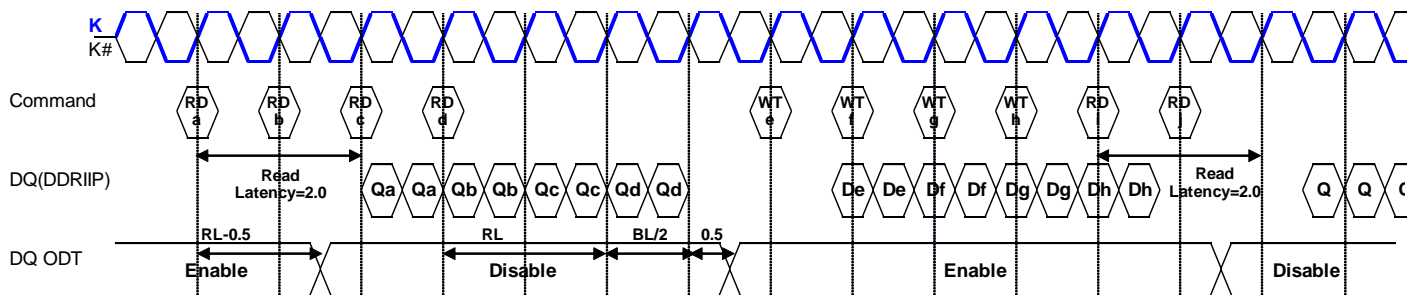 K
K#
Command
RD a RD b RD c RD d WT e WT f WT g WT h RD i RD j
DQ(DDRIIP)
Read Latency=2.0
Qa Qa Qb Qb Qc Qc Qd Qd De De Df Df Dg Dg Dh Dh
Read Latency=2.0
Q Q
DQ ODT
RL-0.5 RL BL/2 0.5
Enable Disable Enable Disable